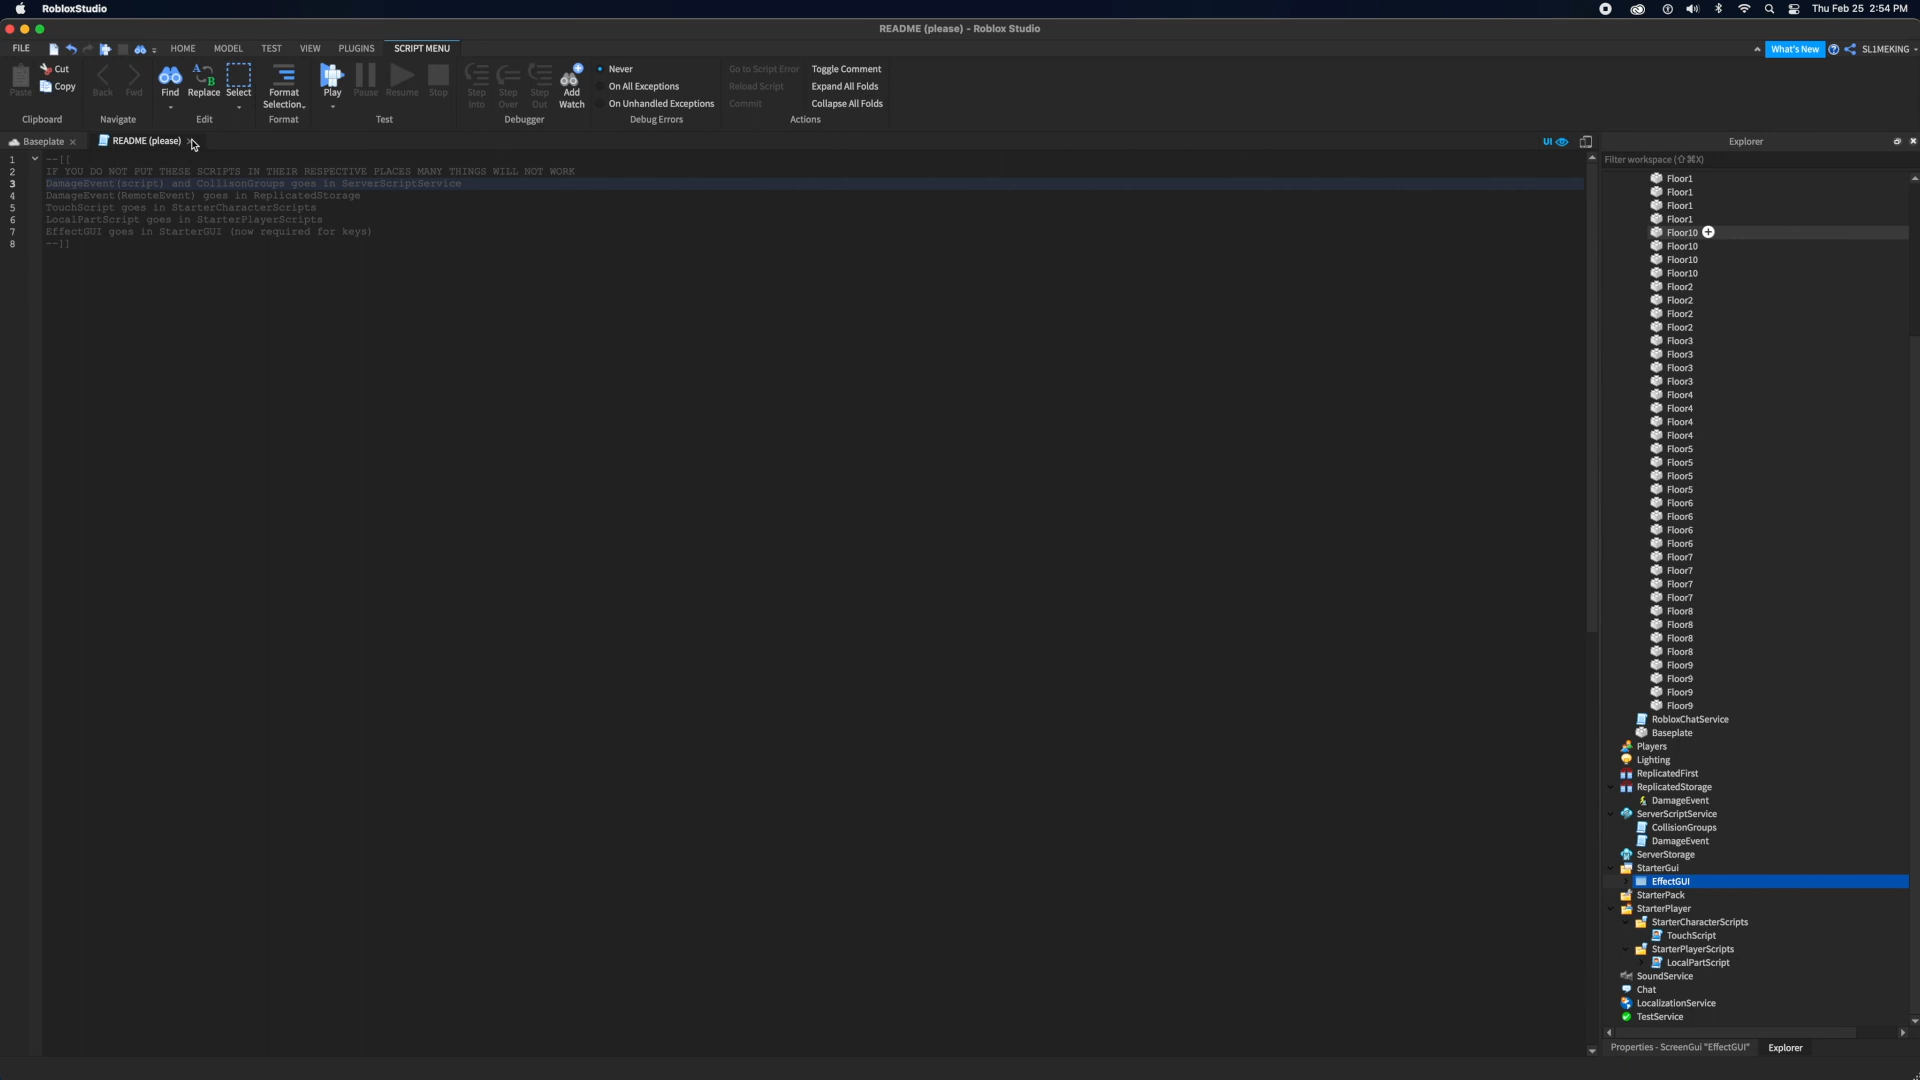 RobloxStudio
Thu Feb 25 2:54 PM
README (please) - Roblox Studio
FILE HOME MODEL TEST VIEW PLUGINS SCRIPT MENU
What's New
SL1MEKING
Paste
Cut
Copy
Clipboard
Back
Fwd
Navigate
Find
Replace
Select
Edit
Format
Selection
Format
Play
Pause
Resume
Stop
Test
Step
Into
Step
Over
Step
Out
Add
Watch
Debugger
Never
On All Exceptions
On Unhandled Exceptions
Debug Errors
Go to Script Error
Reload Script
Commit
Toggle Comment
Expand All Folds
Collapse All Folds
Actions
Baseplate
README (please)
UI
1 --[[
2 IF YOU DO NOT PUT THESE SCRIPTS IN THEIR RESPECTIVE PLACES MANY THINGS WILL NOT WORK
3 DamageEvent(script) and CollisonGroups goes in ServerScriptService
4 DamageEvent(RemoteEvent) goes in ReplicatedStorage
5 TouchScript goes in StarterCharacterScripts
6 LocalPartScript goes in StarterPlayerScripts
7 EffectGUI goes in StarterGUI (now required for keys)
8 --]]
Explorer
Filter workspace (⇧⌘X)
Floor1
Floor1
Floor1
Floor1
Floor10
Floor10
Floor10
Floor10
Floor2
Floor2
Floor2
Floor2
Floor3
Floor3
Floor3
Floor3
Floor4
Floor4
Floor4
Floor4
Floor5
Floor5
Floor5
Floor5
Floor6
Floor6
Floor6
Floor6
Floor7
Floor7
Floor7
Floor7
Floor8
Floor8
Floor8
Floor8
Floor9
Floor9
Floor9
Floor9
RobloxChatService
Baseplate
Players
Lighting
ReplicatedFirst
ReplicatedStorage
DamageEvent
ServerScriptService
CollisionGroups
DamageEvent
ServerStorage
StarterGui
EffectGUI
StarterPack
StarterPlayer
StarterCharacterScripts
TouchScript
StarterPlayerScripts
LocalPartScript
SoundService
Chat
LocalizationService
TestService
Properties - ScreenGui "EffectGUI"
Explorer